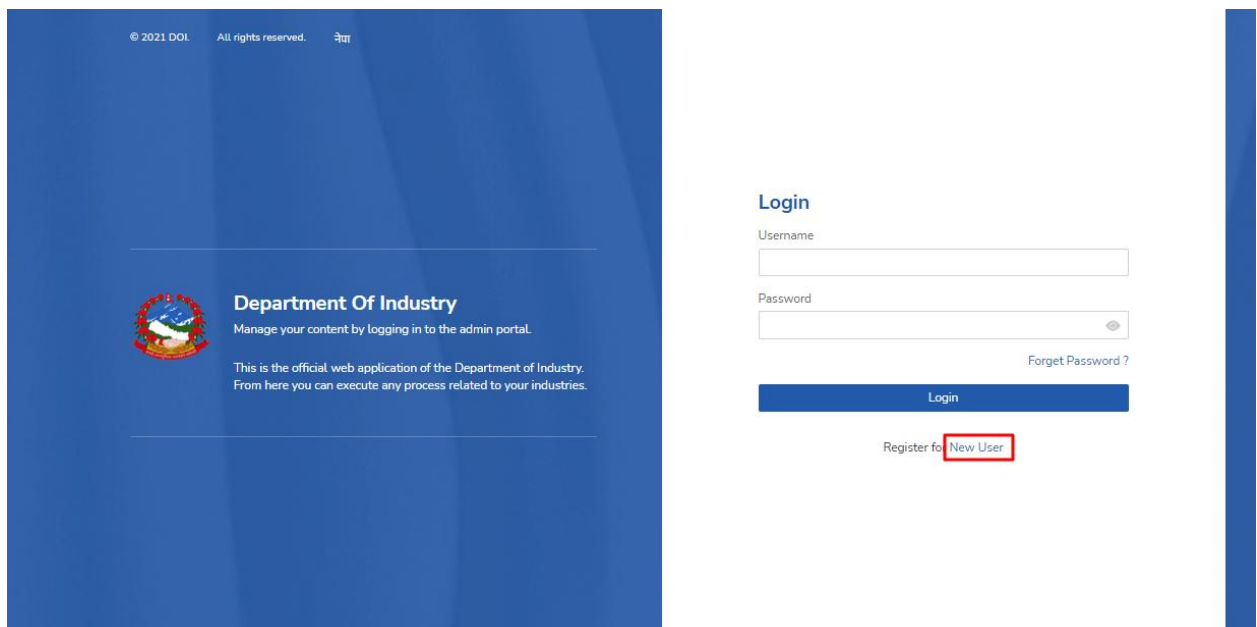 © 2021 DOI. All rights reserved. नेपा
Department Of Industry
Manage your content by logging in to the admin portal.
This is the official web application of the Department of Industry.
From here you can execute any process related to your industries.
Login
Username
Password
Forget Password ?
Login
Register for New User